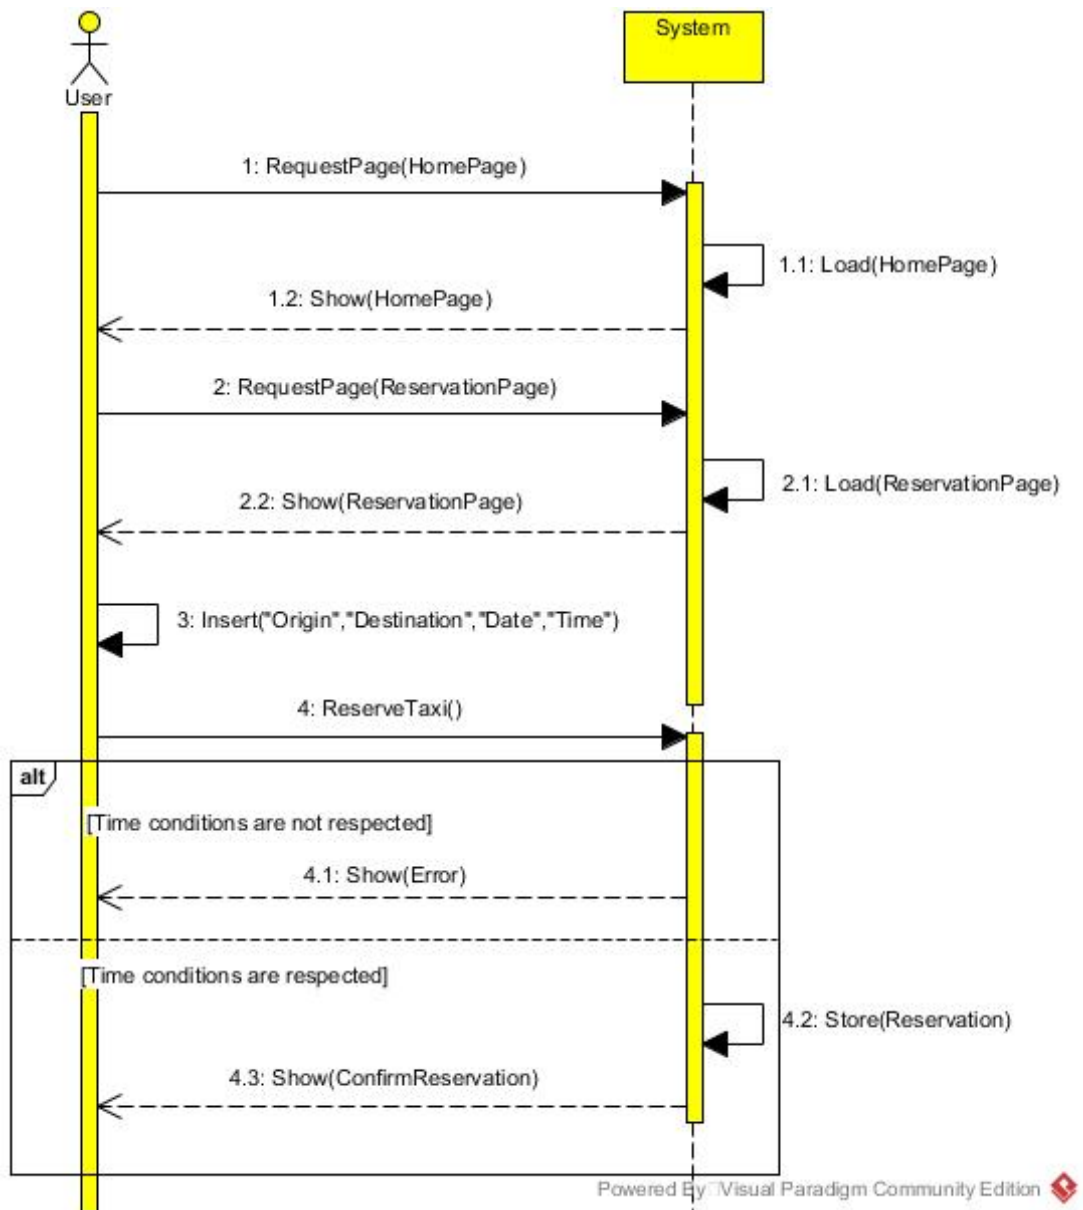 System
User
1: RequestPage(HomePage)
1.1: Load(HomePage)
1.2: Show(HomePage)
2: RequestPage(ReservationPage)
2.1: Load(ReservationPage)
2.2: Show(ReservationPage)
3: Insert("Origin","Destination","Date","Time")
4: ReserveTaxi()
alt
[Time conditions are not respected]
4.1: Show(Error)
[Time conditions are respected]
4.2: Store(Reservation)
4.3: Show(ConfirmReservation)
Powered By Visual Paradigm Community Edition